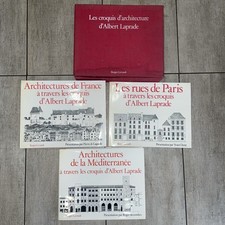 Les croquis d'architecture
d'Albert Laprade
Architectures de France
à travers les croquis
d'Albert Laprade
Les rues de Paris
à travers les croquis
d'Albert Laprade
Architectures
de la Méditerranée
à travers les croquis d'Albert Laprade